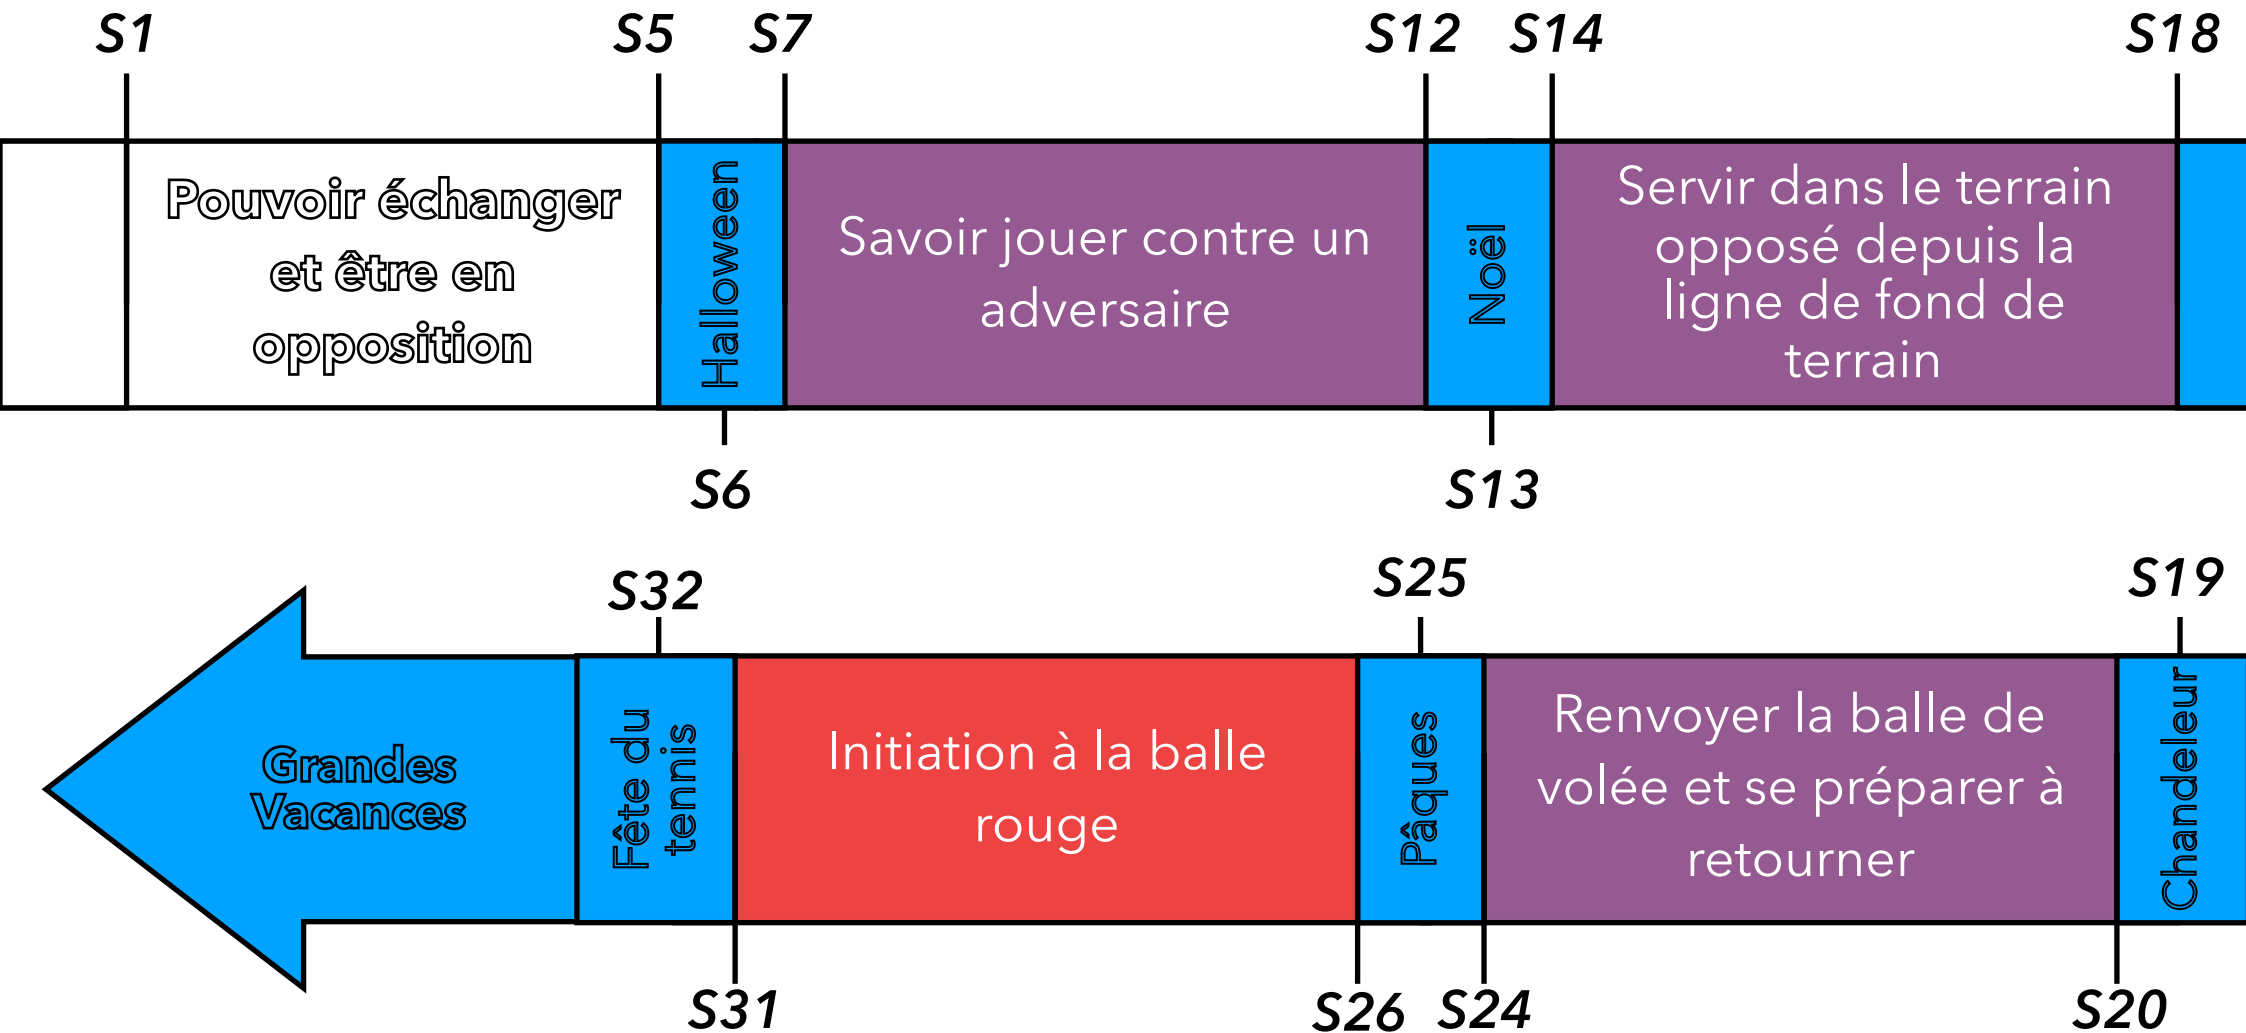 S1
S5
S7
S12
S14
S18
Pouvoir échanger
et être en
opposition
Halloween
Savoir jouer contre un
adversaire
Noël
Servir dans le terrain
opposé depuis la
ligne de fond de
terrain
S6
S13
S32
S25
S19
Grandes
Vacances
Fête du
tennis
Initiation à la balle
rouge
Pâques
Renvoyer la balle de
volée et se préparer à
retourner
Chandeleur
S31
S26
S24
S20